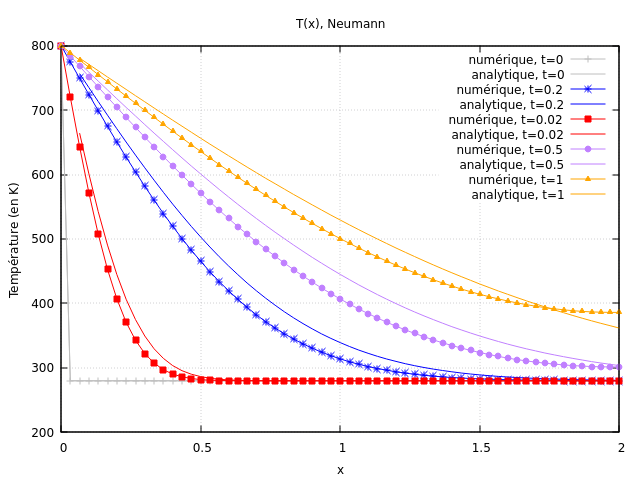 T(x), Neumann
800
700
600
500
400
300
200
0
0.5
1
1.5
2
x
Température (en K)
numérique, t=0
analytique, t=0
numérique, t=0.2
analytique, t=0.2
numérique, t=0.02
analytique, t=0.02
numérique, t=0.5
analytique, t=0.5
numérique, t=1
analytique, t=1